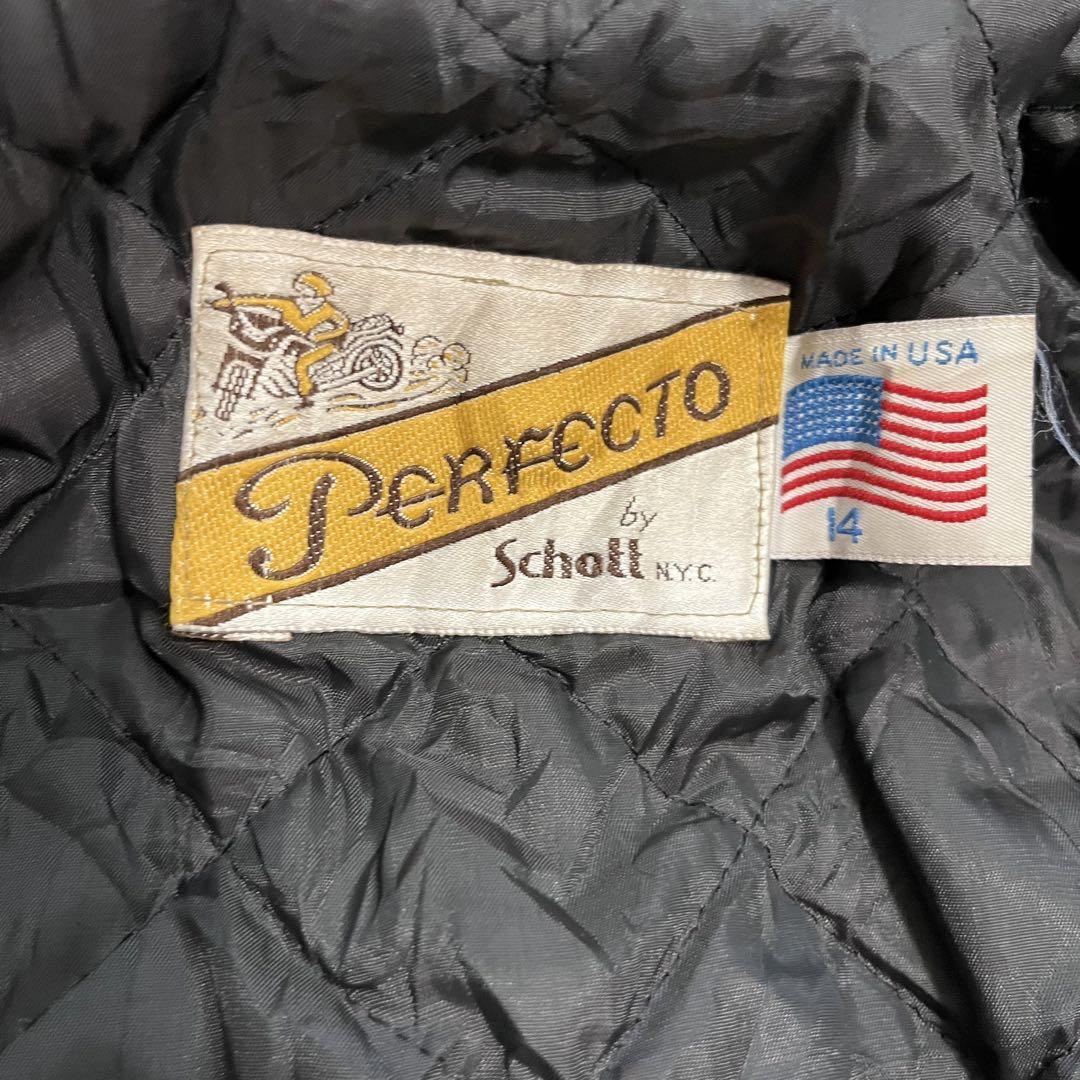 PERFECTO
by
Schott N.Y.C.
MADE IN USA
14